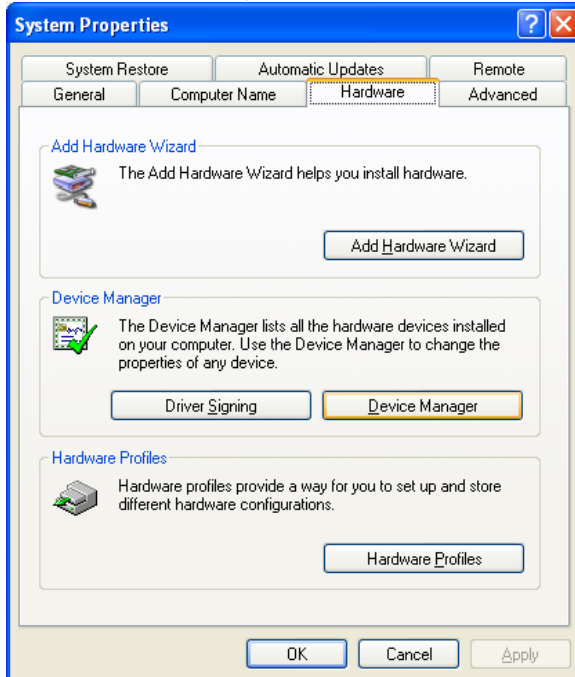 System Properties
System Restore Automatic Updates Remote
General Computer Name Hardware Advanced
Add Hardware Wizard
The Add Hardware Wizard helps you install hardware.
Add Hardware Wizard
Device Manager
The Device Manager lists all the hardware devices installed
on your computer. Use the Device Manager to change the
properties of any device.
Driver Signing Device Manager
Hardware Profiles
Hardware profiles provide a way for you to set up and store
different hardware configurations.
Hardware Profiles
OK Cancel Apply